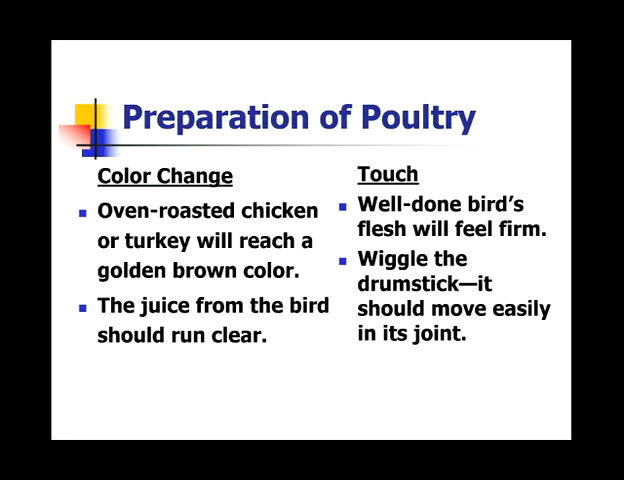 Preparation of Poultry
Color Change
Oven-roasted chicken
or turkey will reach a
golden brown color.
The juice from the bird
should run clear.
Touch
Well-done bird’s
flesh will feel firm.
Wiggle the
drumstick—it
should move easily
in its joint.